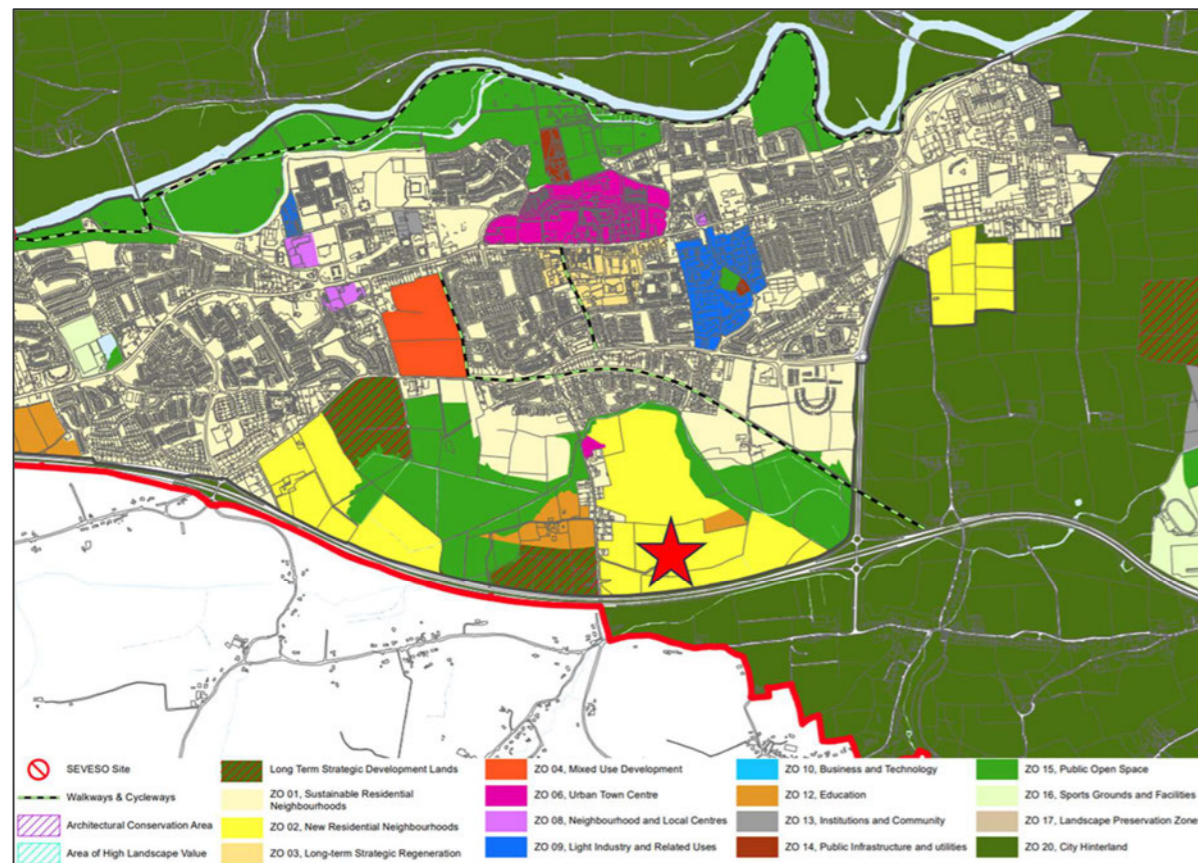 SEVESO Site
Walkways & Cycleways
Architectural Conservation Area
Area of High Landscape Value
Long Term Strategic Development Lands
ZO 01, Sustainable Residential
Neighbourhoods
ZO 02, New Residential Neighbourhoods
ZO 03, Long-term Strategic Regeneration
ZO 04, Mixed Use Development
ZO 06, Urban Town Centre
ZO 08, Neighbourhood and Local Centres
ZO 09, Light Industry and Related Uses
ZO 10, Business and Technology
ZO 12, Education
ZO 13, Institutions and Community
ZO 14, Public Infrastructure and utilities
ZO 15, Public Open Space
ZO 16, Sports Grounds and Facilities
ZO 17, Landscape Preservation Zone
ZO 20, City Hinterland